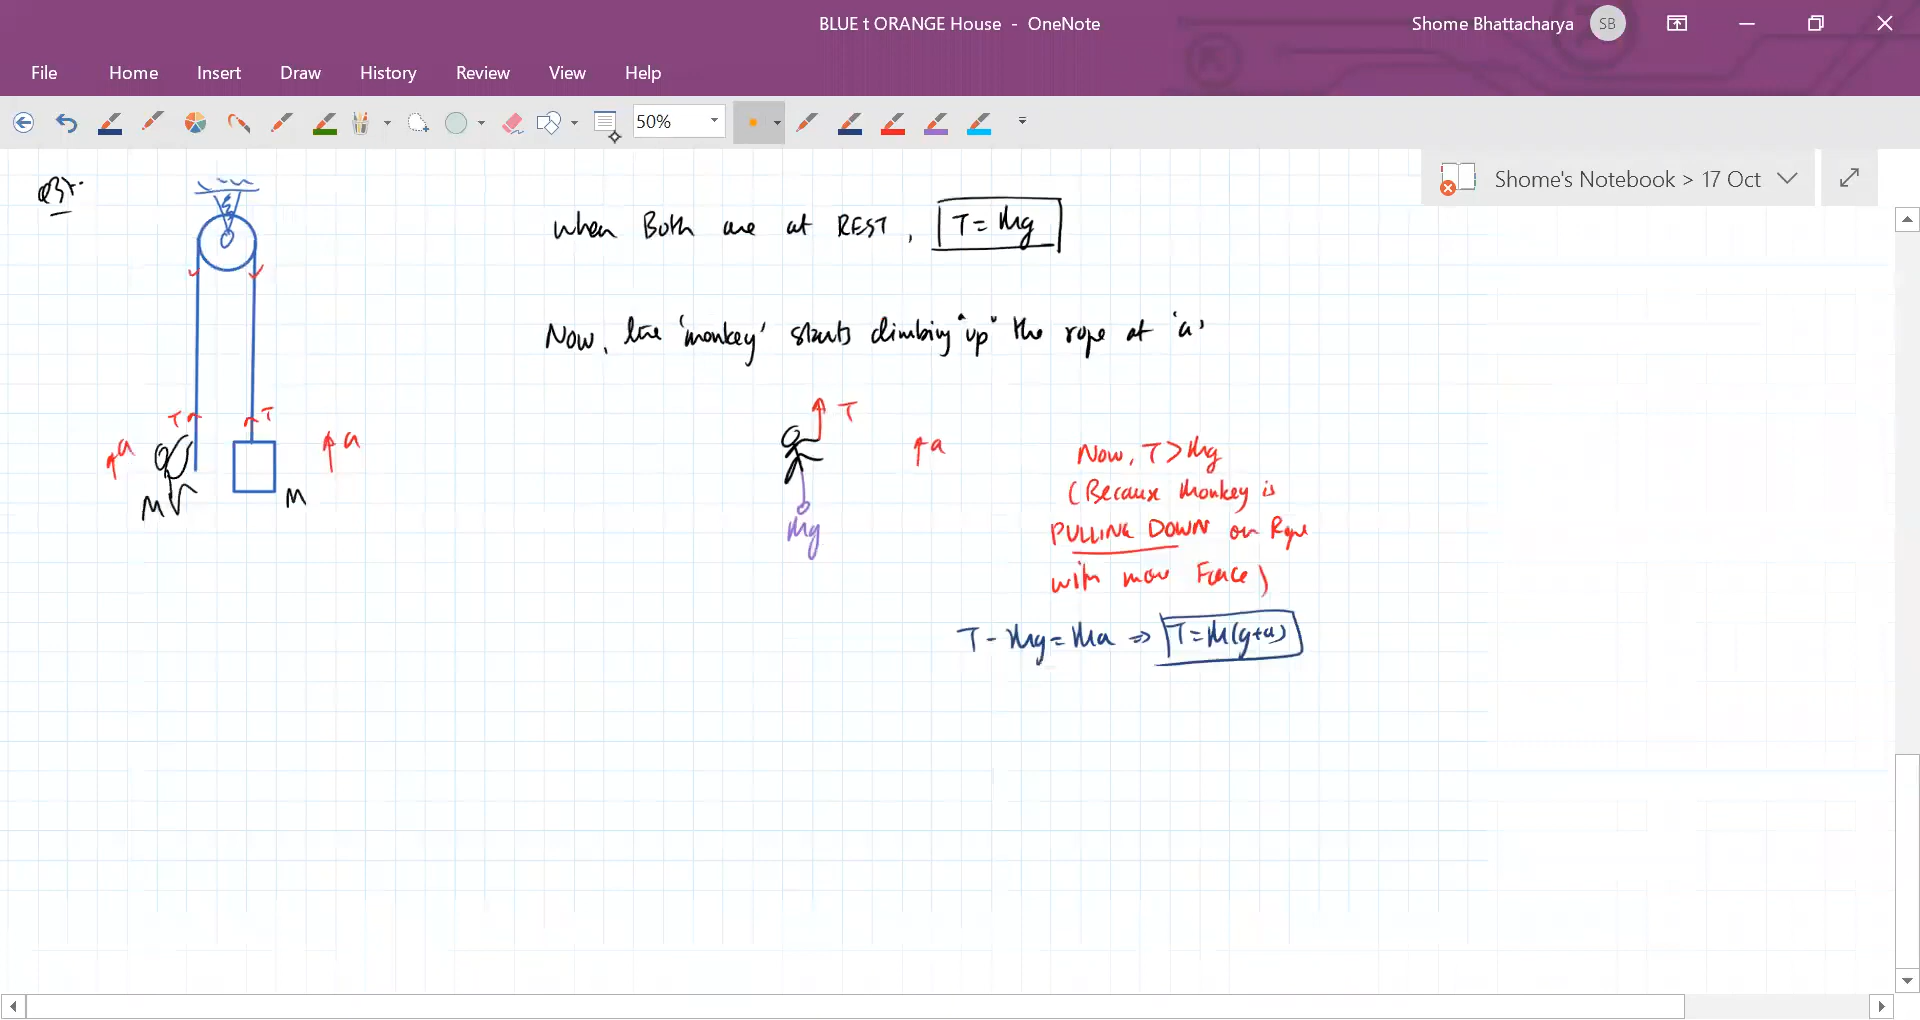 BLUE t ORANGE House - OneNote
Shome Bhattacharya SB
File Home Insert Draw History Review View Help
50%
Shome's Notebook > 17 Oct
Q3)
When Both are at REST, T = Mg
Now, the 'monkey' starts climbing "up" the rope at 'a'
T T
a a
M M
T
a
Mg
Now, T > Mg
(Because Monkey is
PULLING DOWN on Rope
with more Force)
T - Mg = Ma ⇒ T = M(g+a)